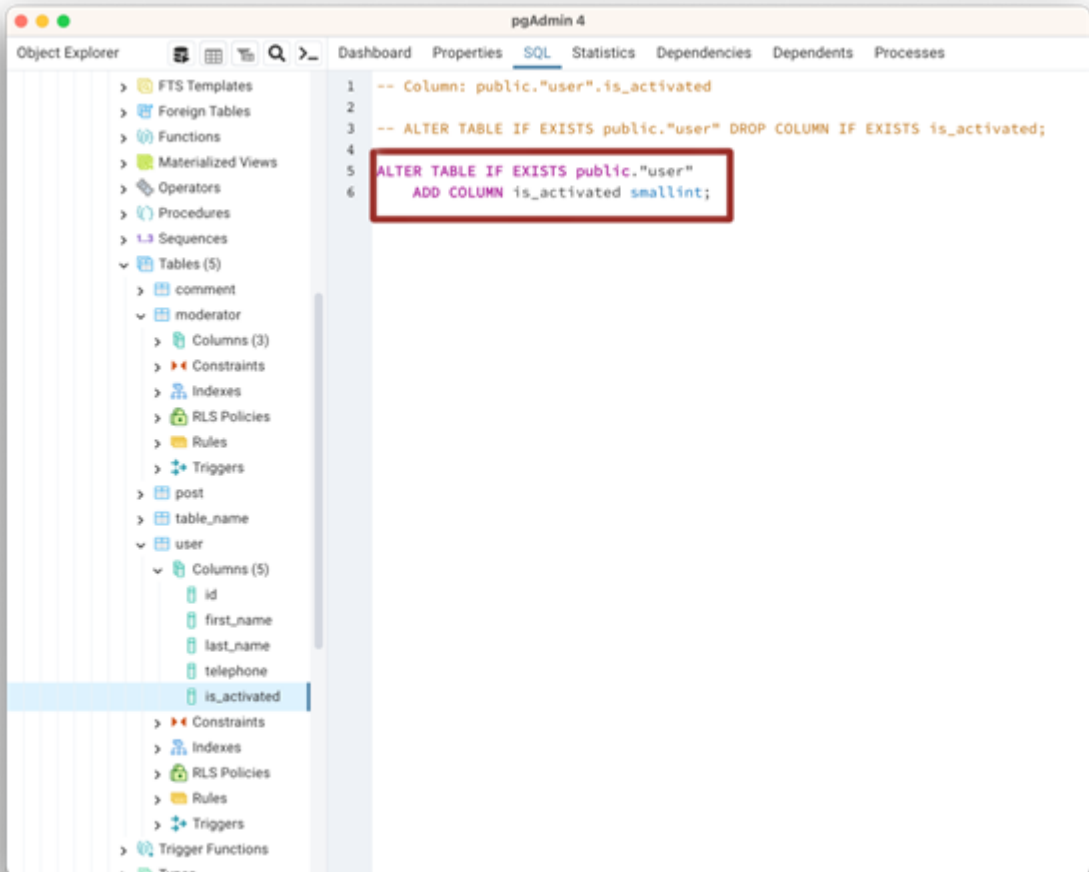 pgAdmin 4
Object Explorer
Dashboard Properties SQL Statistics Dependencies Dependents Processes
FTS Templates
Foreign Tables
Functions
Materialized Views
Operators
Procedures
1..3 Sequences
Tables (5)
comment
moderator
Columns (3)
Constraints
Indexes
RLS Policies
Rules
Triggers
post
table_name
user
Columns (5)
id
first_name
last_name
telephone
is_activated
Constraints
Indexes
RLS Policies
Rules
Triggers
Trigger Functions
1 -- Column: public."user".is_activated
2
3 -- ALTER TABLE IF EXISTS public."user" DROP COLUMN IF EXISTS is_activated;
4
5 ALTER TABLE IF EXISTS public."user"
6 ADD COLUMN is_activated smallint;